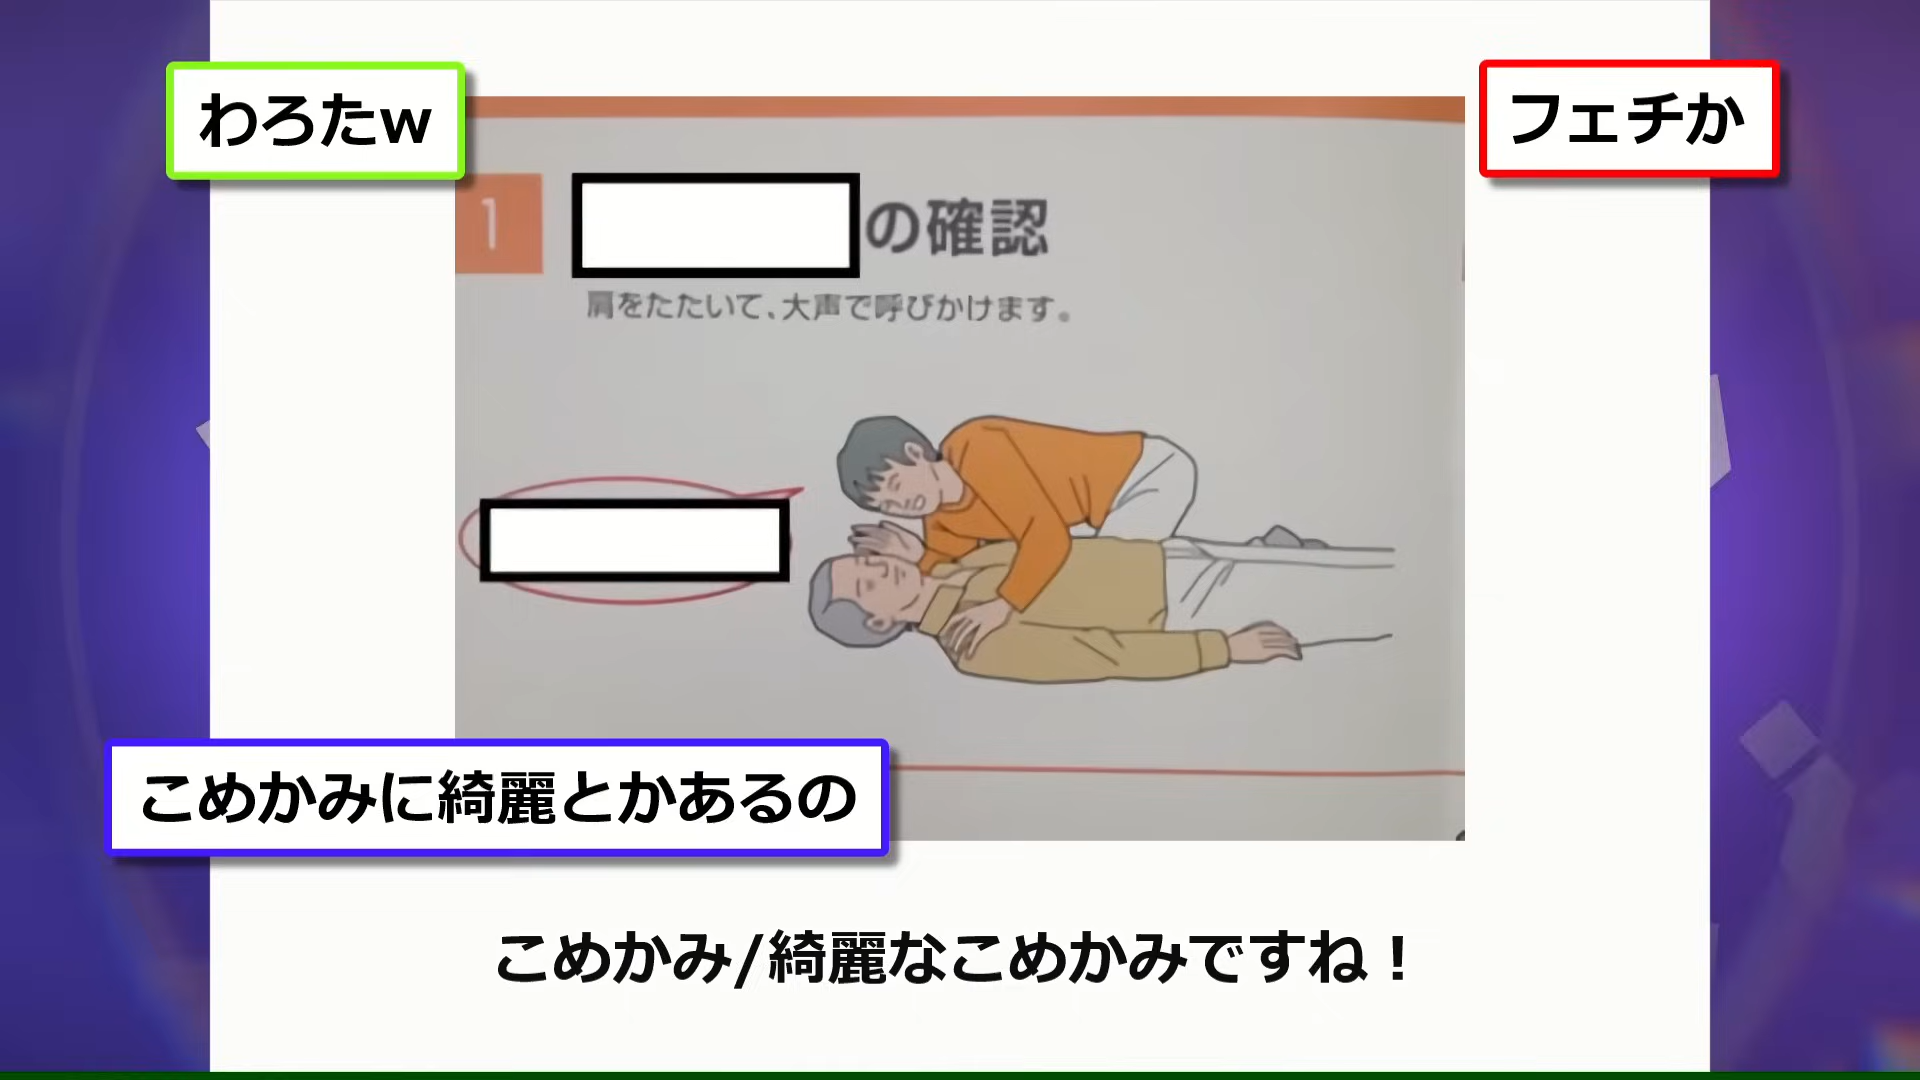 わろたw
フェチか
1
の確認
肩をたたいて、大声で呼びかけます。
こめかみに綺麗とかあるの
こめかみ/綺麗なこめかみですね！